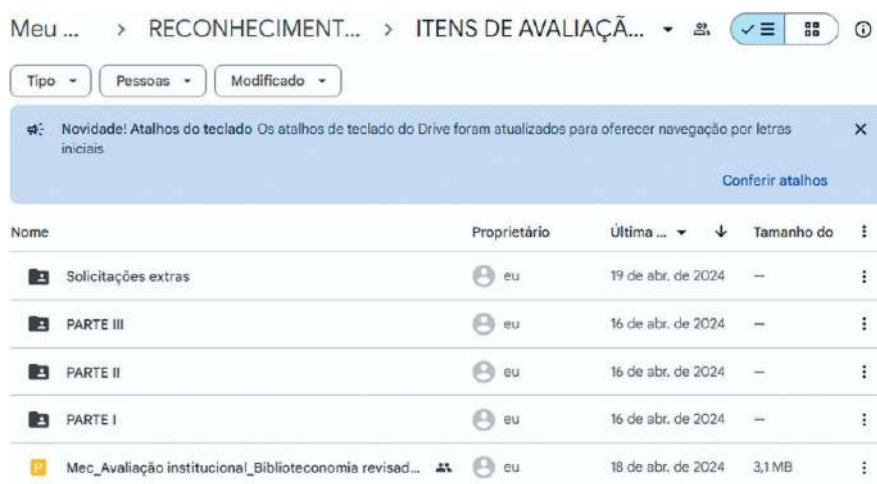 Meu ... > RECONHECIMENT... > ITENS DE AVALIAÇÃ...
Tipo Pessoas Modificado
Novidade! Atalhos do teclado Os atalhos de teclado do Drive foram atualizados para oferecer navegação por letras
iniciais
Conferir atalhos
Nome Proprietário Última ... Tamanho do
Solicitações extras eu 19 de abr. de 2024 —
PARTE III eu 16 de abr. de 2024 —
PARTE II eu 16 de abr. de 2024 —
PARTE I eu 16 de abr. de 2024 —
P Mec_Avaliação institucional_Biblioteconomia revisad... eu 18 de abr. de 2024 3,1 MB